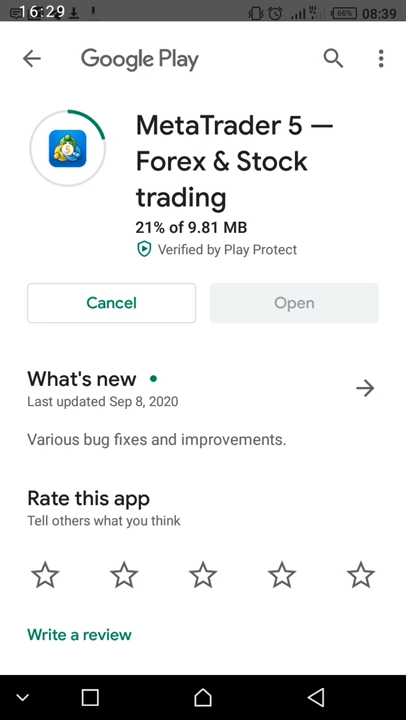 16:29
66% 08:39
Google Play
MetaTrader 5 —
Forex & Stock
trading
21% of 9.81 MB
Verified by Play Protect
Cancel
Open
What's new
Last updated Sep 8, 2020
Various bug fixes and improvements.
Rate this app
Tell others what you think
Write a review